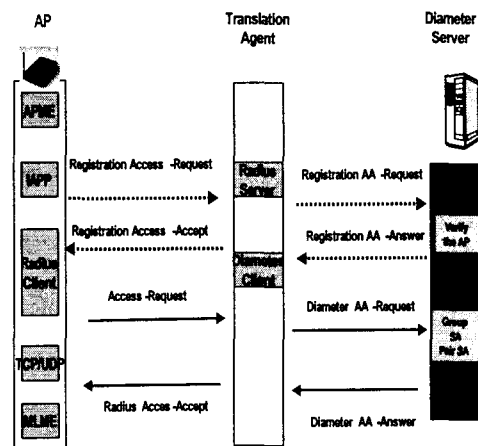 AP
Translation
Agent
Diameter
Server
APME
Registration Access -Request
IAPP
Radius
Server
Registration AA -Request
Registration Access -Accept
Registration AA -Answer
Verify
the AP
Radius
Client
Diameter
Client
Access -Request
Diameter AA -Request
Group
SA
Pair SA
TCP/UDP
Radius Acces -Accept
Diameter AA -Answer
MLME